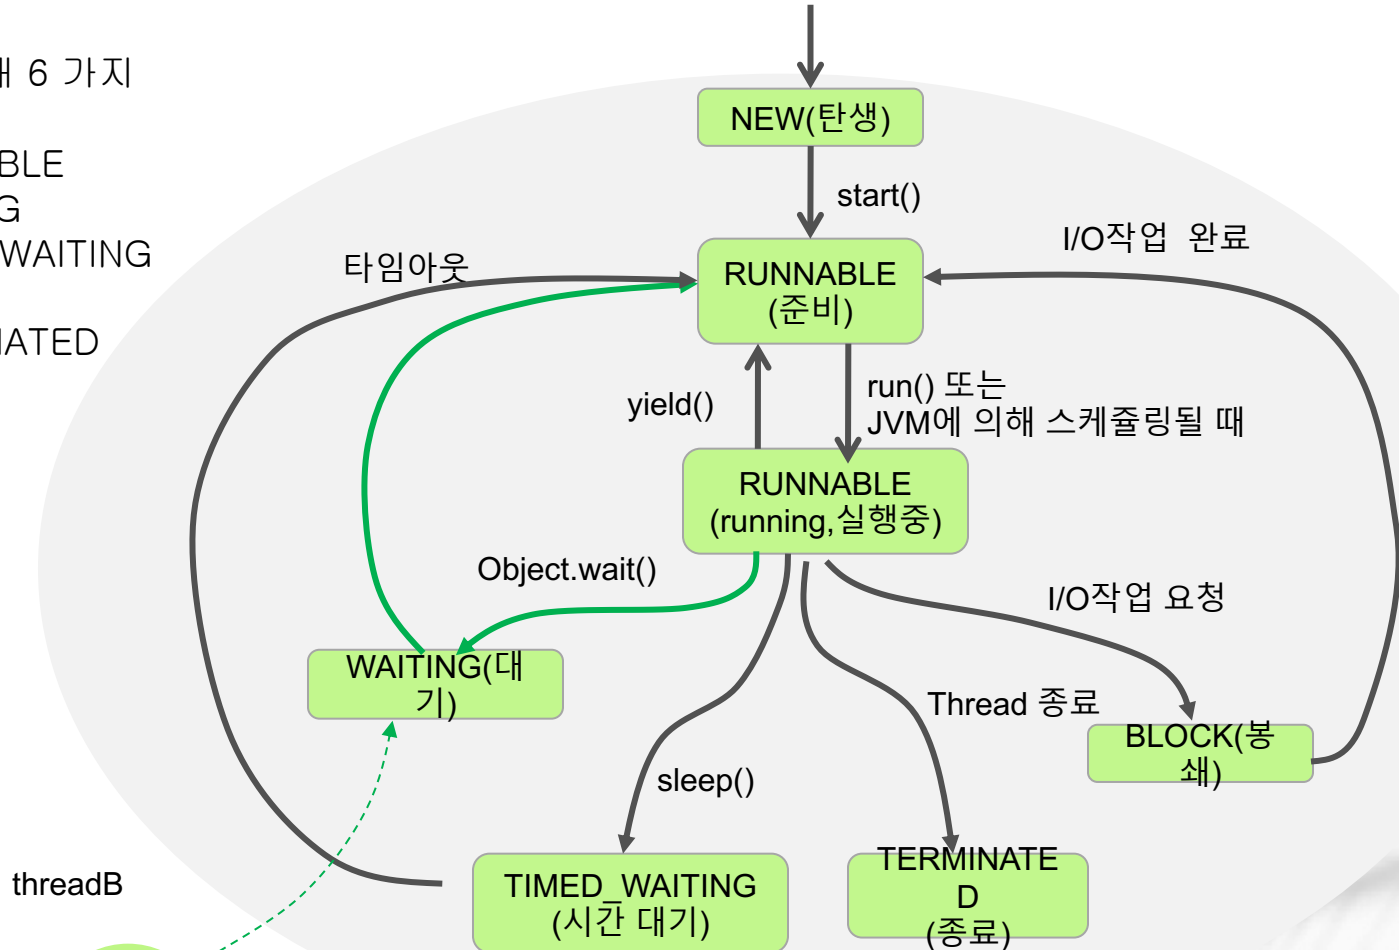 6 가지
WAITING
NEW(탄생)
start()
I/O작업 완료
타임아웃
RUNNABLE
(준비)
yield()
run() 또는
JVM에 의해 스케쥴링될 때
RUNNABLE
(running,실행중)
Object.wait()
I/O작업 요청
WAITING(대
기)
Thread 종료
BLOCK(봉
쇄)
sleep()
threadB
TIMED_WAITING
(시간 대기)
TERMINATE
D
(종료)